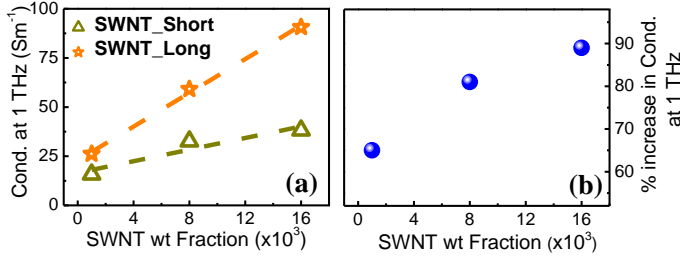 Cond. at 1 THz (Sm⁻¹)
100
75
50
25
0
SWNT_Short
SWNT_Long
(a)
0 4 8 12 16
SWNT wt Fraction (x10³)
(b)
0 4 8 12 16
SWNT wt Fraction (x10³)
90
80
70
60
% increase in Cond.
at 1 THz